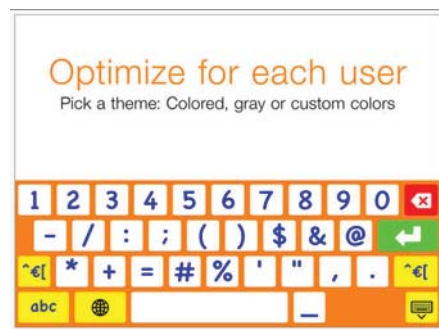 Optimize for each user
Pick a theme: Colored, gray or custom colors
1 2 3 4 5 6 7 8 9 0
- / : ; ( ) $ & @
^€[ * + = # % ' " , . ^€[
abc _